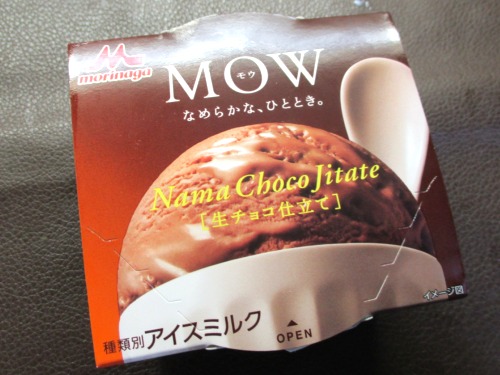 morinaga
MOW
モウ
なめらかな、ひととき。
Nama Choco Jitate
[生チョコ仕立て]
イメージ図
種類別 アイスミルク
▲
OPEN